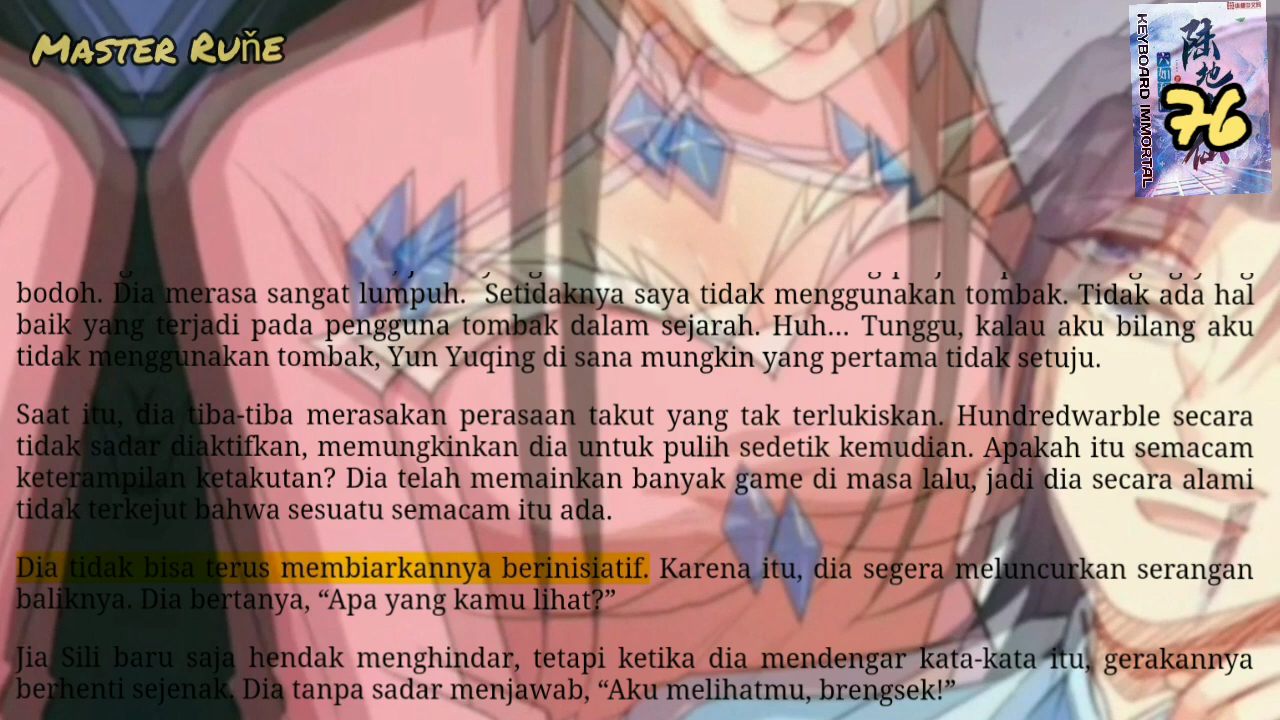 MASTER RUŇE
KEYBOARD IMMORTAL
陆地
76
仙
bodoh. Dia merasa sangat lumpuh. Setidaknya saya tidak menggunakan tombak. Tidak ada hal
baik yang terjadi pada pengguna tombak dalam sejarah. Huh... Tunggu, kalau aku bilang aku
tidak menggunakan tombak, Yun Yuqing di sana mungkin yang pertama tidak setuju.
Saat itu, dia tiba-tiba merasakan perasaan takut yang tak terlukiskan. Hundredwarble secara
tidak sadar diaktifkan, memungkinkan dia untuk pulih sedetik kemudian. Apakah itu semacam
keterampilan ketakutan? Dia telah memainkan banyak game di masa lalu, jadi dia secara alami
tidak terkejut bahwa sesuatu semacam itu ada.
Dia tidak bisa terus membiarkannya berinisiatif. Karena itu, dia segera meluncurkan serangan
baliknya. Dia bertanya, “Apa yang kamu lihat?”
Jia Sili baru saja hendak menghindar, tetapi ketika dia mendengar kata-kata itu, gerakannya
berhenti sejenak. Dia tanpa sadar menjawab, “Aku melihatmu, brengsek!”